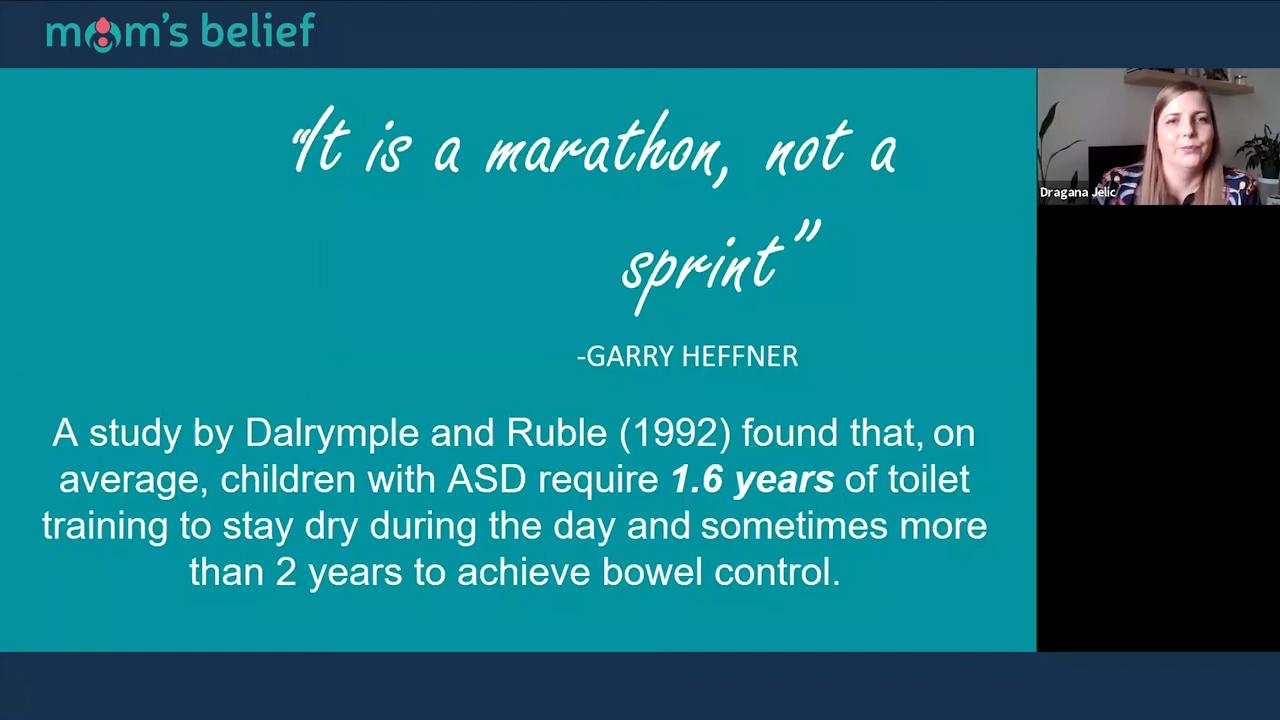 mom's belief
“It is a marathon, not a
sprint”
-GARRY HEFFNER
A study by Dalrymple and Ruble (1992) found that, on
average, children with ASD require 1.6 years of toilet
training to stay dry during the day and sometimes more
than 2 years to achieve bowel control.
Dragana Jelic